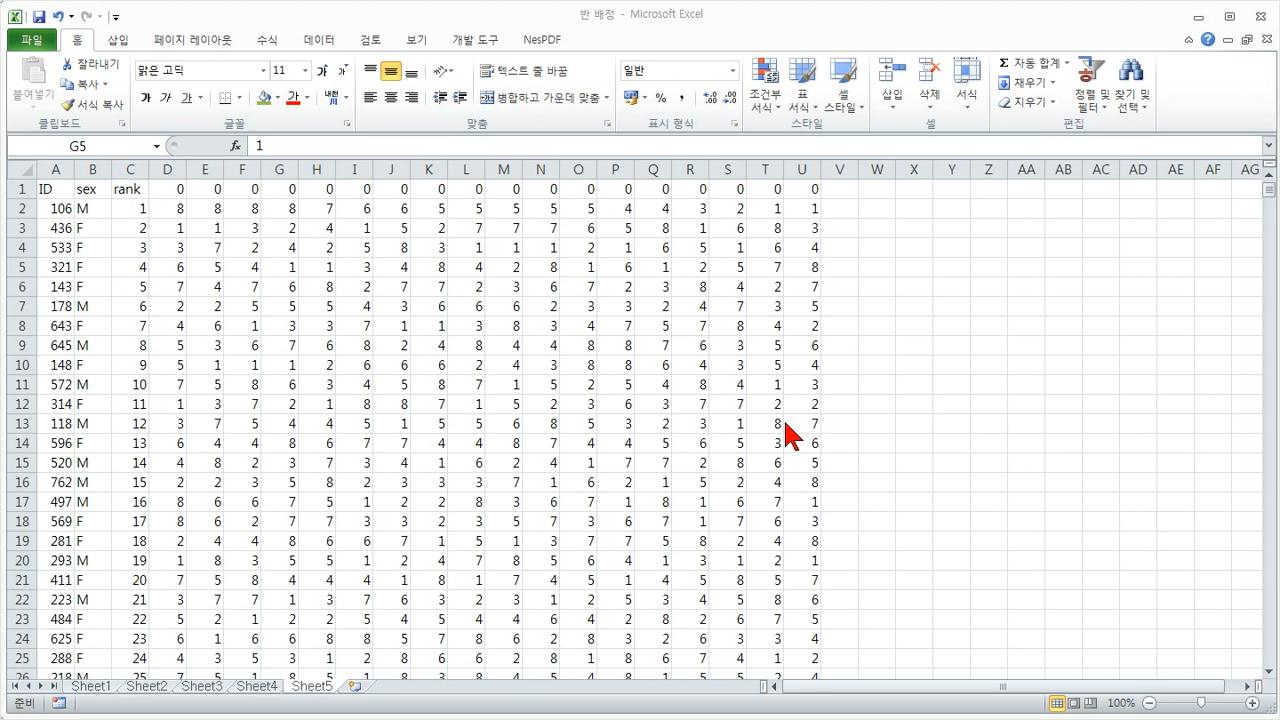 반 배정 - Microsoft Excel
파일 홈 삽입 페이지 레이아웃 수식 데이터 검토 보기 개발 도구 NesPDF
붙여넣기 잘라내기 복사 서식 복사 클립보드
맑은 고딕 11 가 가 가 가 가 가 내천 글꼴
텍스트 줄 바꿈 병합하고 가운데 맞춤 맞춤
일반 % , 표시 형식
조건부 서식 표 서식 셀 스타일 스타일
삽입 삭제 서식 셀
Σ 자동 합계 채우기 지우기 정렬 및 필터 찾기 및 선택 편집
G5 fx 1
A B C D E F G H I J K L M N O P Q R S T U V W X Y Z AA AB AC AD AE AF AG
1 ID sex rank 0 0 0 0 0 0 0 0 0 0 0 0 0 0 0 0 0 0
2 106 M 1 8 8 8 8 7 6 6 5 5 5 5 5 4 4 3 2 1 1
3 436 F 2 1 1 3 2 4 1 5 2 7 7 7 6 5 8 1 6 8 3
4 533 F 3 3 7 2 4 2 5 8 3 1 1 1 2 1 6 5 1 6 4
5 321 F 4 6 5 4 1 1 3 4 8 4 2 8 1 6 1 2 5 7 8
6 143 F 5 7 4 7 6 8 2 7 7 2 3 6 7 2 3 8 4 2 7
7 178 M 6 2 2 5 5 5 4 3 6 6 6 2 3 3 2 4 7 3 5
8 643 F 7 4 6 1 3 3 7 1 1 3 8 3 4 7 5 7 8 4 2
9 645 M 8 5 3 6 7 6 8 2 4 8 4 4 8 8 7 6 3 5 6
10 148 F 9 5 1 1 1 2 6 6 6 2 4 3 8 8 6 4 3 5 4
11 572 M 10 7 5 8 6 3 4 5 8 7 1 5 2 5 4 8 4 1 3
12 314 F 11 1 3 7 2 1 8 8 7 1 5 2 3 6 3 7 7 2 2
13 118 M 12 3 7 5 4 4 5 1 5 5 6 8 5 3 2 3 1 8 7
14 596 F 13 6 4 4 8 6 7 7 4 4 8 7 4 4 5 6 5 3 6
15 520 M 14 4 8 2 3 7 3 4 1 6 2 4 1 7 7 2 8 6 5
16 762 M 15 2 2 3 5 8 2 3 3 3 7 1 6 2 1 5 2 4 8
17 497 M 16 8 6 6 7 5 1 2 2 8 3 6 7 1 8 1 6 7 1
18 569 F 17 8 6 2 7 7 3 3 2 3 5 7 3 6 7 1 7 6 3
19 281 F 18 2 4 4 8 6 6 7 1 5 1 3 7 7 5 8 2 4 8
20 293 M 19 1 8 3 5 5 1 2 4 7 8 5 6 4 1 3 1 2 1
21 411 F 20 7 5 8 4 4 4 1 8 1 7 4 5 1 4 5 8 5 7
22 223 M 21 3 7 7 1 3 7 6 3 2 3 1 2 5 3 4 5 8 6
23 484 F 22 5 2 1 2 2 5 4 5 4 4 6 4 2 8 2 6 7 5
24 625 F 23 6 1 6 6 8 8 5 7 8 6 2 8 3 2 6 3 3 4
25 288 F 24 4 3 5 3 1 2 8 6 6 2 8 1 8 6 7 4 1 2
26 218 M 25 7 5 1 8 5 1 3 8 4 5 4 8 1 5 5 2 4
Sheet1 Sheet2 Sheet3 Sheet4 Sheet5
준비 100%